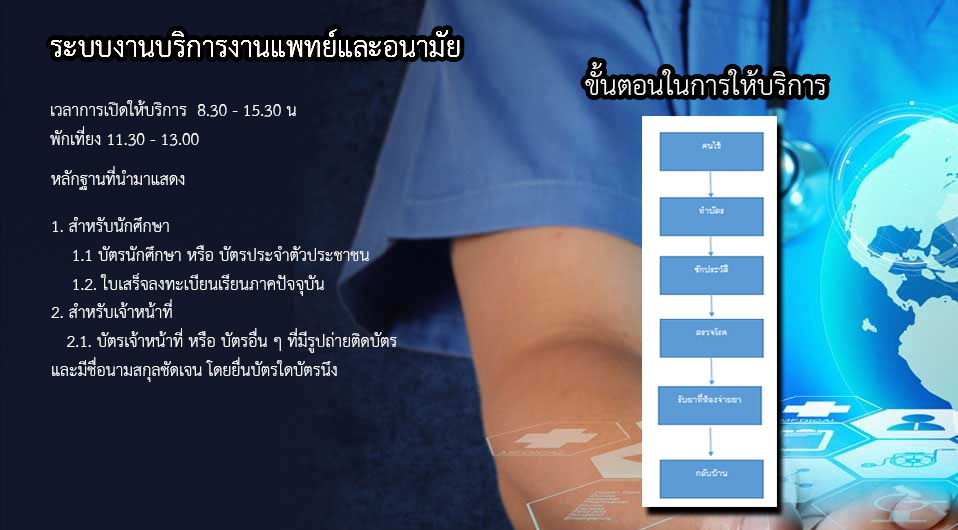 ระบบงานบริการงานแพทย์และอนามัย
เวลาการเปิดให้บริการ 8.30 - 15.30 น
พักเที่ยง 11.30 - 13.00
หลักฐานที่นำมาแสดง
1. สำหรับนักศึกษา
1.1 บัตรนักศึกษา หรือ บัตรประจำตัวประชาชน
1.2. ใบเสร็จลงทะเบียนเรียนภาคปัจจุบัน
2. สำหรับเจ้าหน้าที่
2.1. บัตรเจ้าหน้าที่ หรือ บัตรอื่น ๆ ที่มีรูปถ่ายติดบัตร
และมีชื่อนามสกุลชัดเจน โดยยื่นบัตรใดบัตรนึง
ขั้นตอนในการให้บริการ
คนไข้
ทำบัตร
ซักประวัติ
ตรวจโรค
รับยาที่ห้องจ่ายยา
กลับบ้าน
MEDICAL